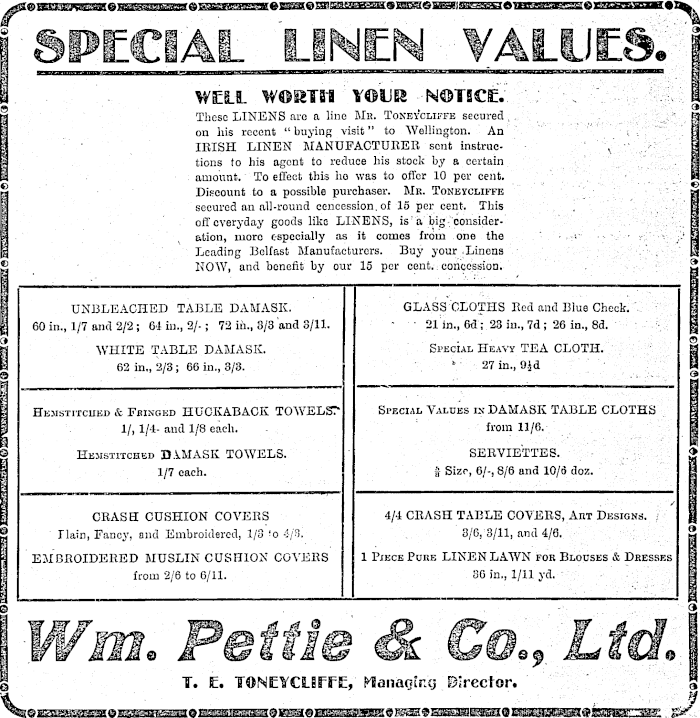 SPECIAL LINEN VALUES.
WELL WORTH YOUR NOTICE.
These LINENS are a line MR. TONEYCLIFFE secured
on his recent "buying visit" to Wellington. An
IRISH LINEN MANUFACTURER sent instruc-
tions to his agent to reduce his stock by a certain
amount. To effect this he was to offer 10 per cent.
Discount to a possible purchaser. MR. TONEYCLIFFE
secured an all-round concession of 15 per cent. This
off everyday goods like LINENS, is a big consider-
ation, more especially as it comes from one the
Leading Belfast Manufacturers. Buy your Linens
NOW, and benefit by our 15 per cent. concession.
UNBLEACHED TABLE DAMASK.
60 in., 1/7 and 2/2; 64 in., 2/-; 72 in., 3/3 and 3/11.
WHITE TABLE DAMASK.
62 in., 2/3; 66 in., 3/3.
HEMSTITCHED & FRINGED HUCKABACK TOWELS.
1/, 1/4- and 1/8 each.
HEMSTITCHED DAMASK TOWELS.
1/7 each.
CRASH CUSHION COVERS
Plain, Fancy, and Embroidered, 1/3 to 4/3.
EMBROIDERED MUSLIN CUSHION COVERS
from 2/6 to 6/11.
GLASS CLOTHS Red and Blue Check.
21 in., 6d; 23 in., 7d; 26 in., 8d.
SPECIAL HEAVY TEA CLOTH.
27 in., 9½d
SPECIAL VALUES IN DAMASK TABLE CLOTHS
from 11/6.
SERVIETTES.
Size, 6/-, 8/6 and 10/6 doz.
4/4 CRASH TABLE COVERS, ART DESIGNS.
3/6, 3/11, and 4/6.
1 PIECE PURE LINEN LAWN FOR BLOUSES & DRESSES
36 in., 1/11 yd.
Wm. Pettie & Co., Ltd.
T. E. TONEYCLIFFE, Managing Director.